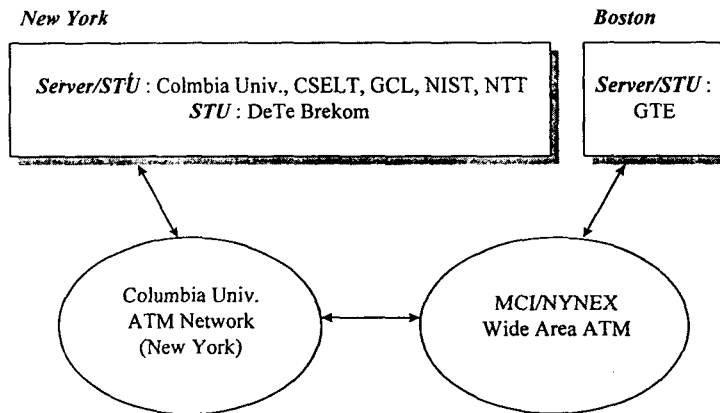 New York
Boston
Server/STU : Colmbia Univ., CSELT, GCL, NIST, NTT
STU : DeTe Brekom
Server/STU :
GTE
Columbia Univ.
ATM Network
(New York)
MCI/NYNEX
Wide Area ATM